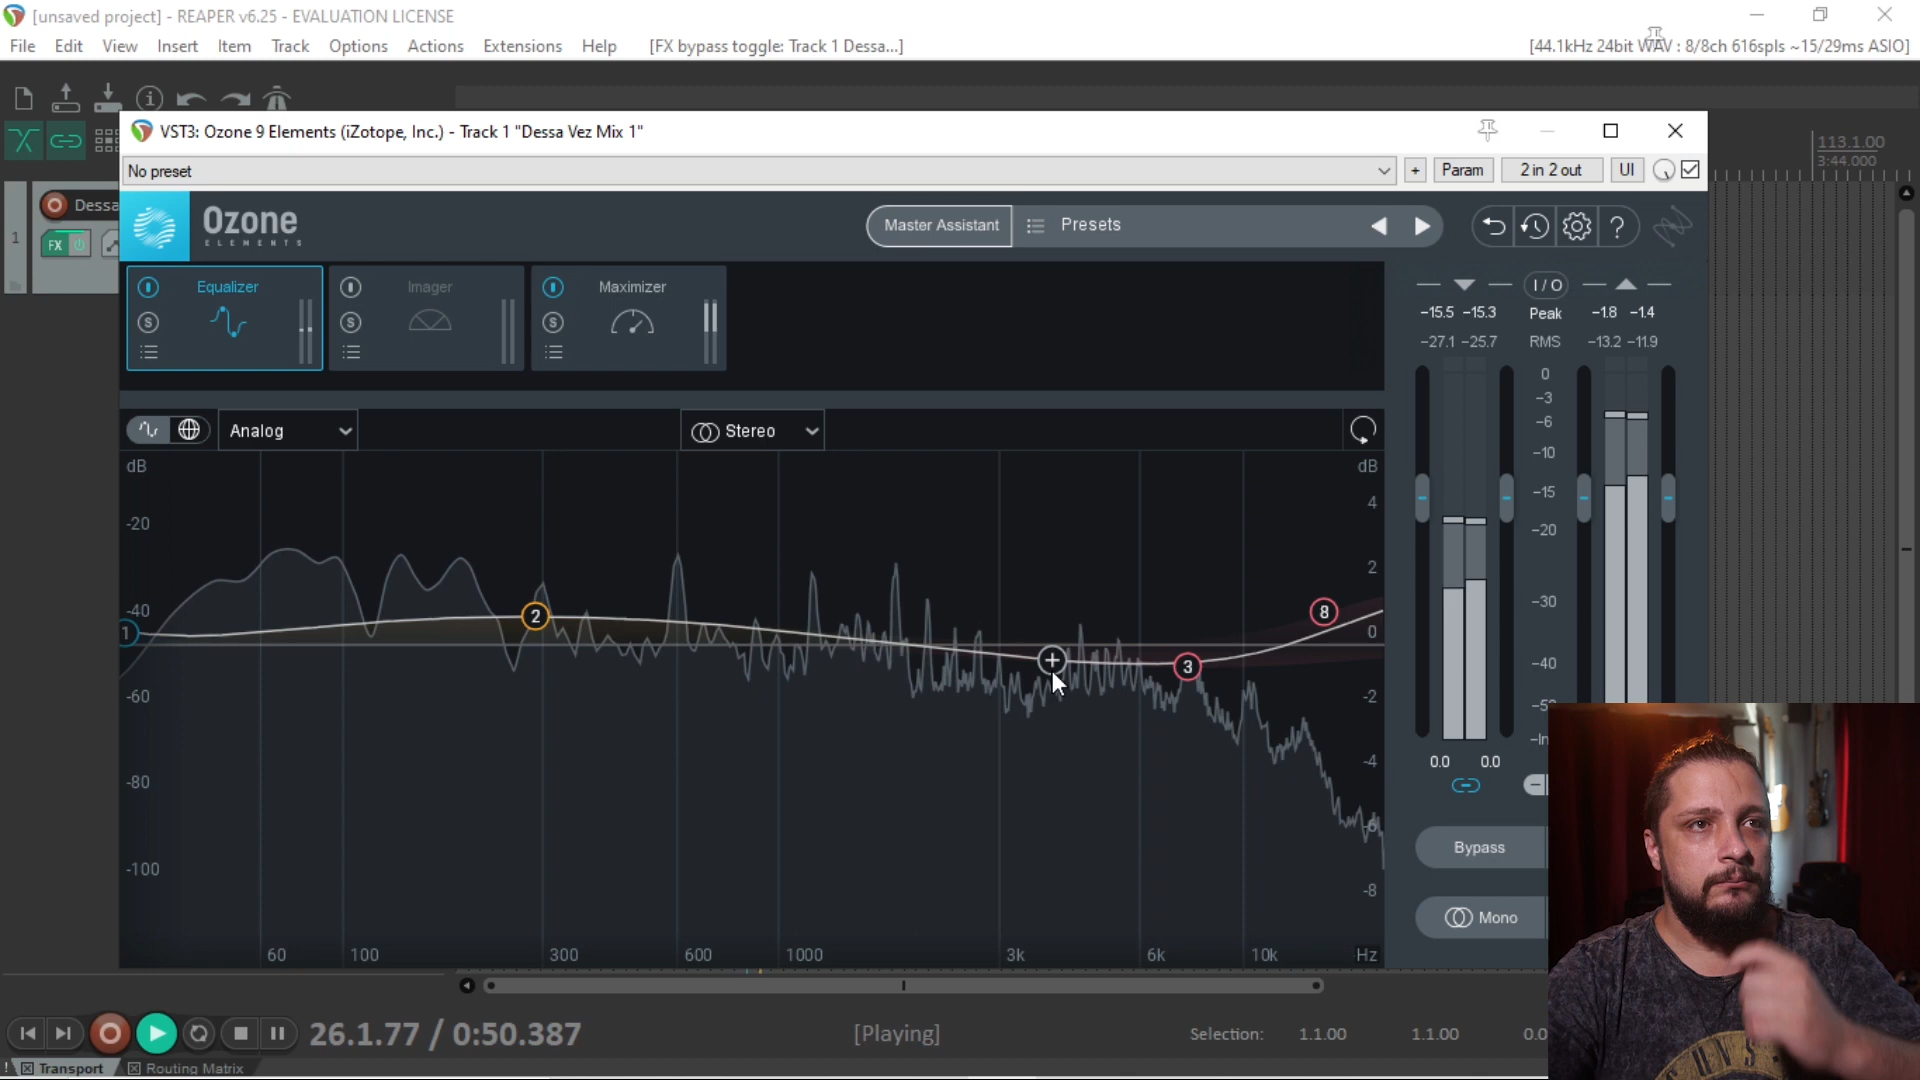 [unsaved project] - REAPER v6.25 - EVALUATION LICENSE
File Edit View Insert Item Track Options Actions Extensions Help [FX bypass toggle: Track 1 Dessa...] [44.1kHz 24bit WAV : 8/8ch 616spls ~15/29ms ASIO]
VST3: Ozone 9 Elements (iZotope, Inc.) - Track 1 "Dessa Vez Mix 1"
113.1.00
3:44.000
No preset + Param 2 in 2 out UI
Dessa
1
FX
Ozone
ELEMENTS
Master Assistant Presets ?
Equalizer Imager Maximizer
S S S
I / O
-15.5 -15.3 Peak -1.8 -1.4
-27.1 -25.7 RMS -13.2 -11.9
0
-3
-6
-10
-15
-20
-30
-40
Analog Stereo
dB dB
4
-20
2
-40
0
-60
-2
-80
-4
-6
-100
-8
1 2 3 8
60 100 300 600 1000 3k 6k 10k Hz
0.0 0.0
Bypass
Mono
26.1.77 / 0:50.387 [Playing] Selection: 1.1.00 1.1.00
! Transport Routing Matrix